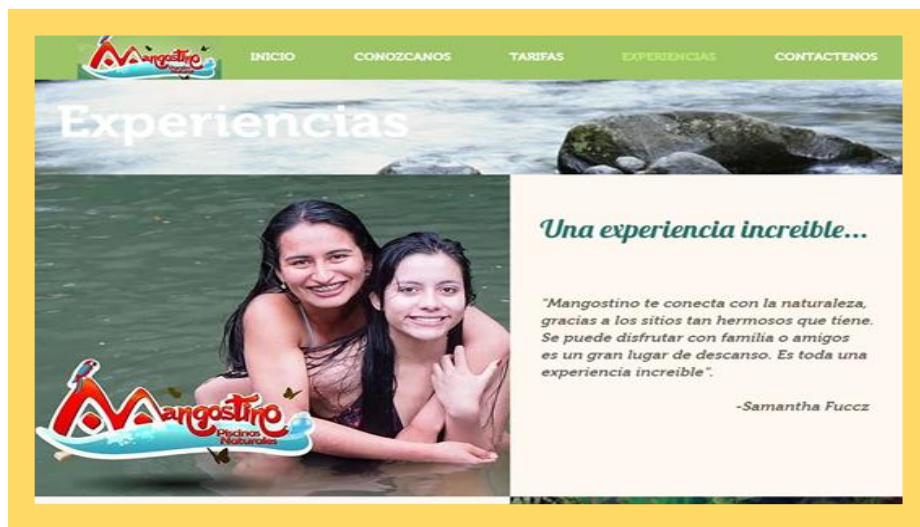 Mangostino
Naturales
INICIO
CONOZCANOS
TARIFAS
EXPERIENCIAS
CONTACTENOS
Experiencias
Una experiencia increible...
"Mangostino te conecta con la naturaleza,
gracias a los sitios tan hermosos que tiene.
Se puede disfrutar con familia o amigos
es un gran lugar de descanso. Es toda una
experiencia increible".
-Samantha Fuccz
Mangostino
Piscinas
Naturales